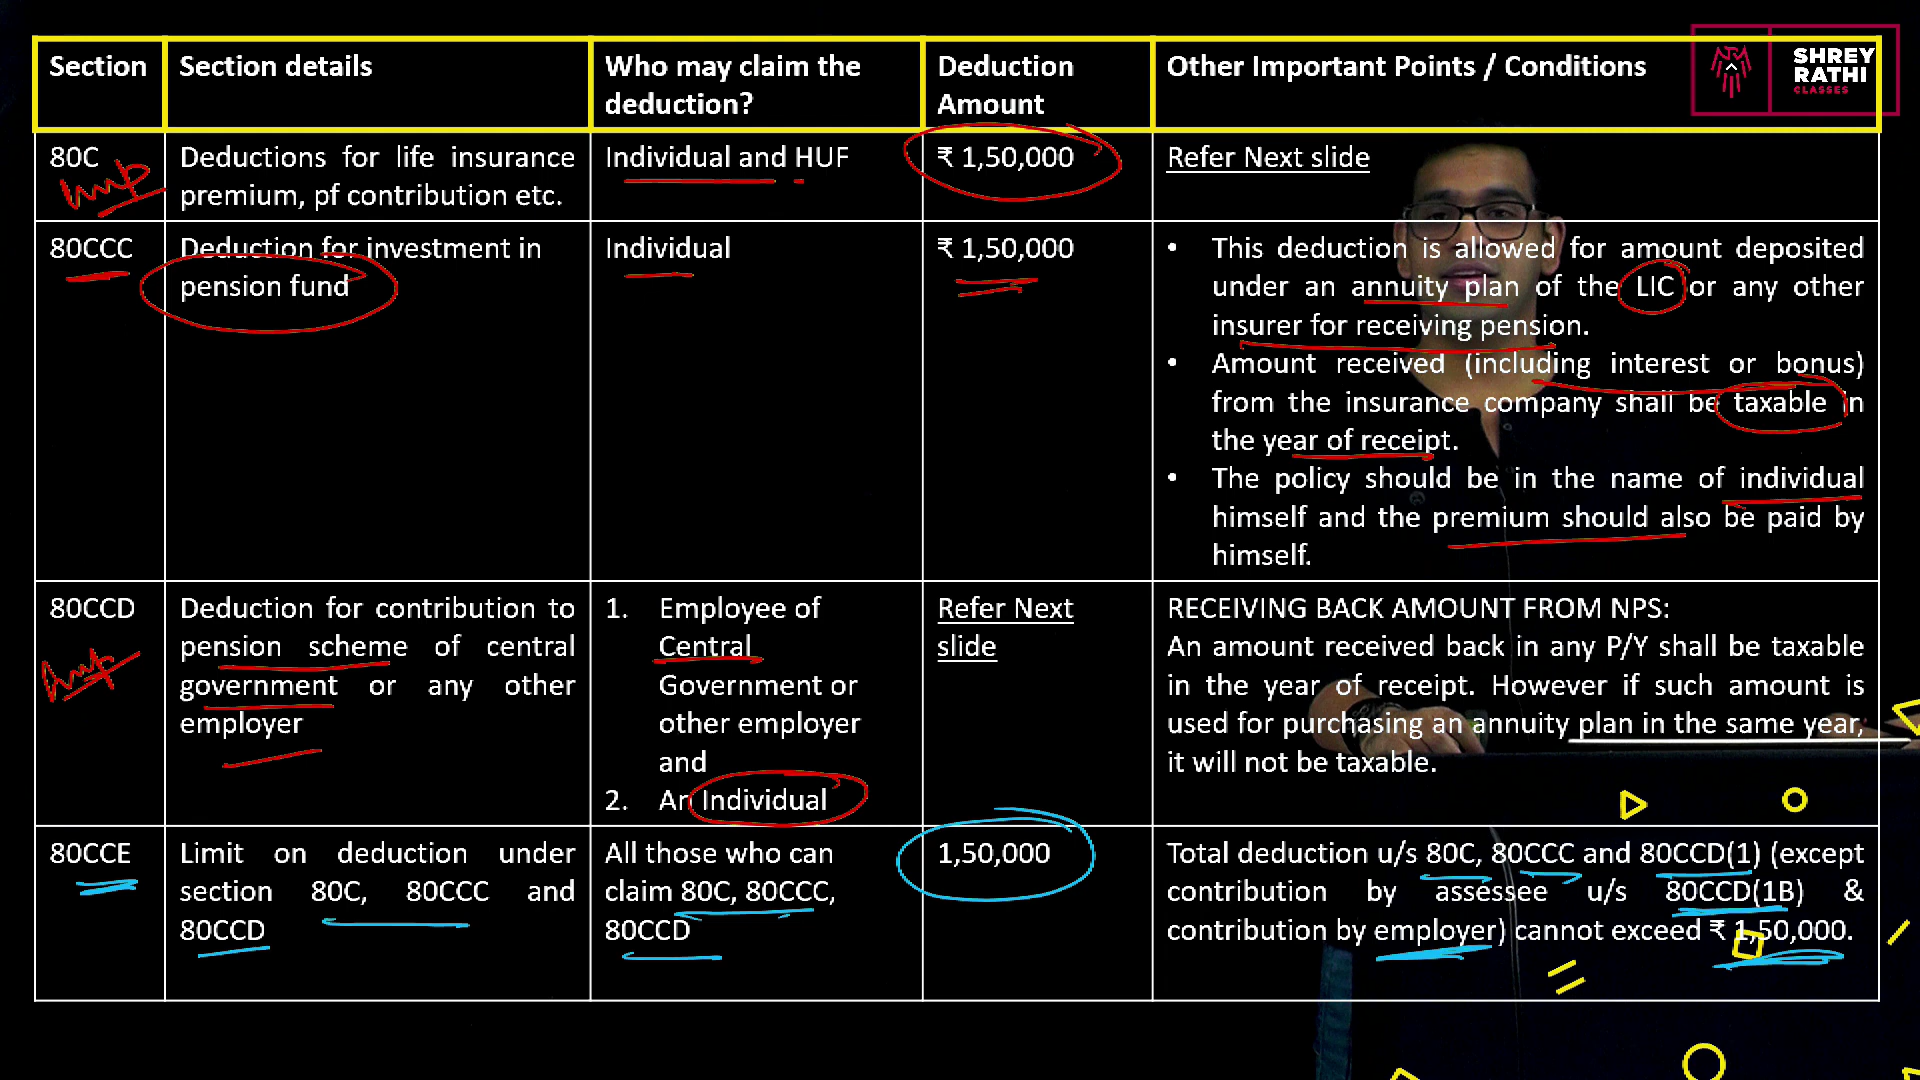 SHREY
RATHI
CLASSES
Section
Section details
Who may claim the
deduction?
Deduction
Amount
Other Important Points / Conditions
80C
Imp
Deductions for life insurance
premium, pf contribution etc.
Individual and HUF
₹ 1,50,000
Refer Next slide
80CCC
Deduction for investment in
pension fund
Individual
₹ 1,50,000
• This deduction is allowed for amount deposited
under an annuity plan of the LIC or any other
insurer for receiving pension.
• Amount received (including interest or bonus)
from the insurance company shall be taxable in
the year of receipt.
• The policy should be in the name of individual
himself and the premium should also be paid by
himself.
80CCD
Imp
Deduction for contribution to
pension scheme of central
government or any other
employer
1. Employee of
Central
Government or
other employer
and
2. An Individual
Refer Next
slide
RECEIVING BACK AMOUNT FROM NPS:
An amount received back in any P/Y shall be taxable
in the year of receipt. However if such amount is
used for purchasing an annuity plan in the same year,
it will not be taxable.
80CCE
Limit on deduction under
section 80C, 80CCC and
80CCD
All those who can
claim 80C, 80CCC,
80CCD
1,50,000
Total deduction u/s 80C, 80CCC and 80CCD(1) (except
contribution by assessee u/s 80CCD(1B) &
contribution by employer) cannot exceed ₹ 1,50,000.